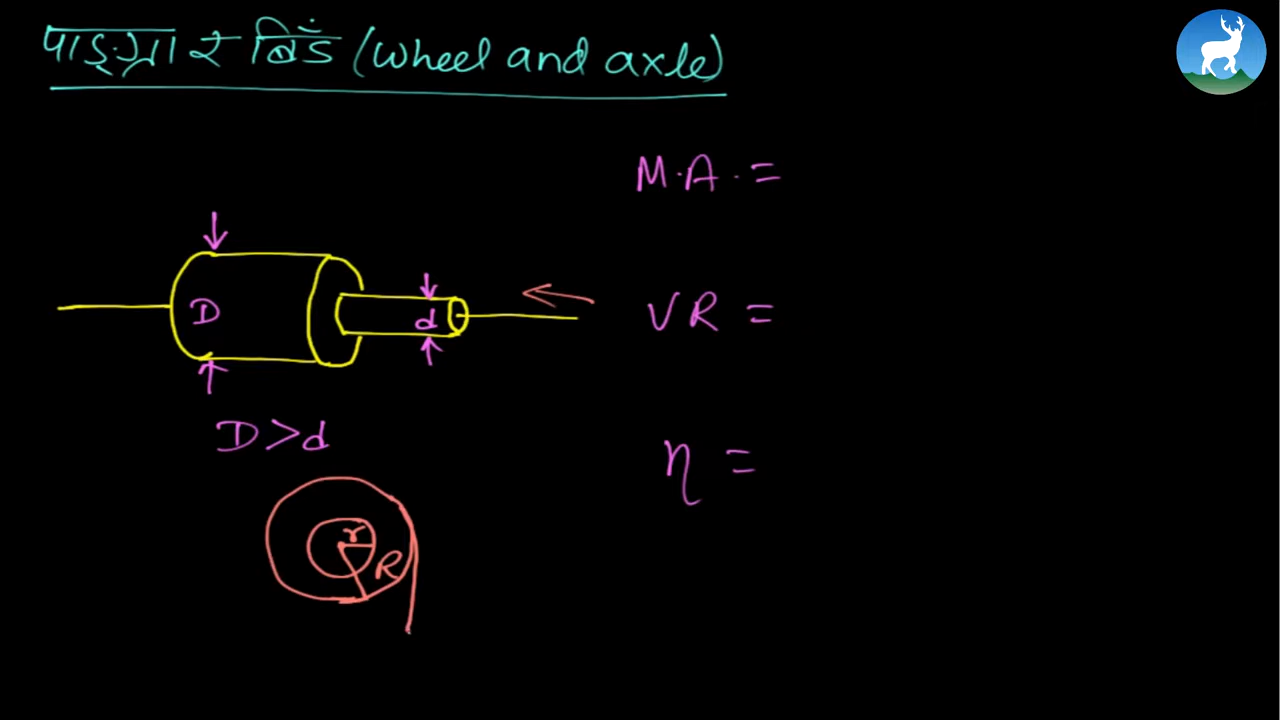 पाङ्ग्रा र बिँड (wheel and axle)
M.A. =
D
d
VR =
D>d
η =
r
R